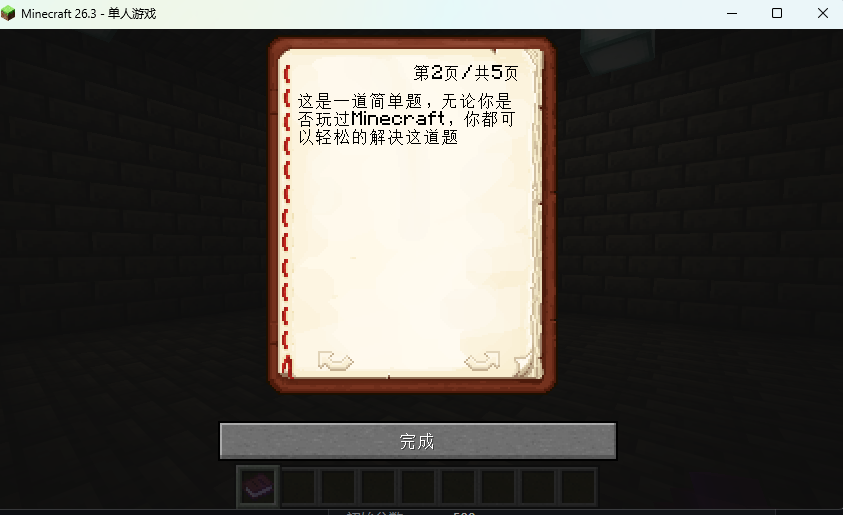 Minecraft 26.3 - 单人游戏
第2页/共5页
这是一道简单题，无论你是
否玩过Minecraft，你都可
以轻松的解决这道题
完成